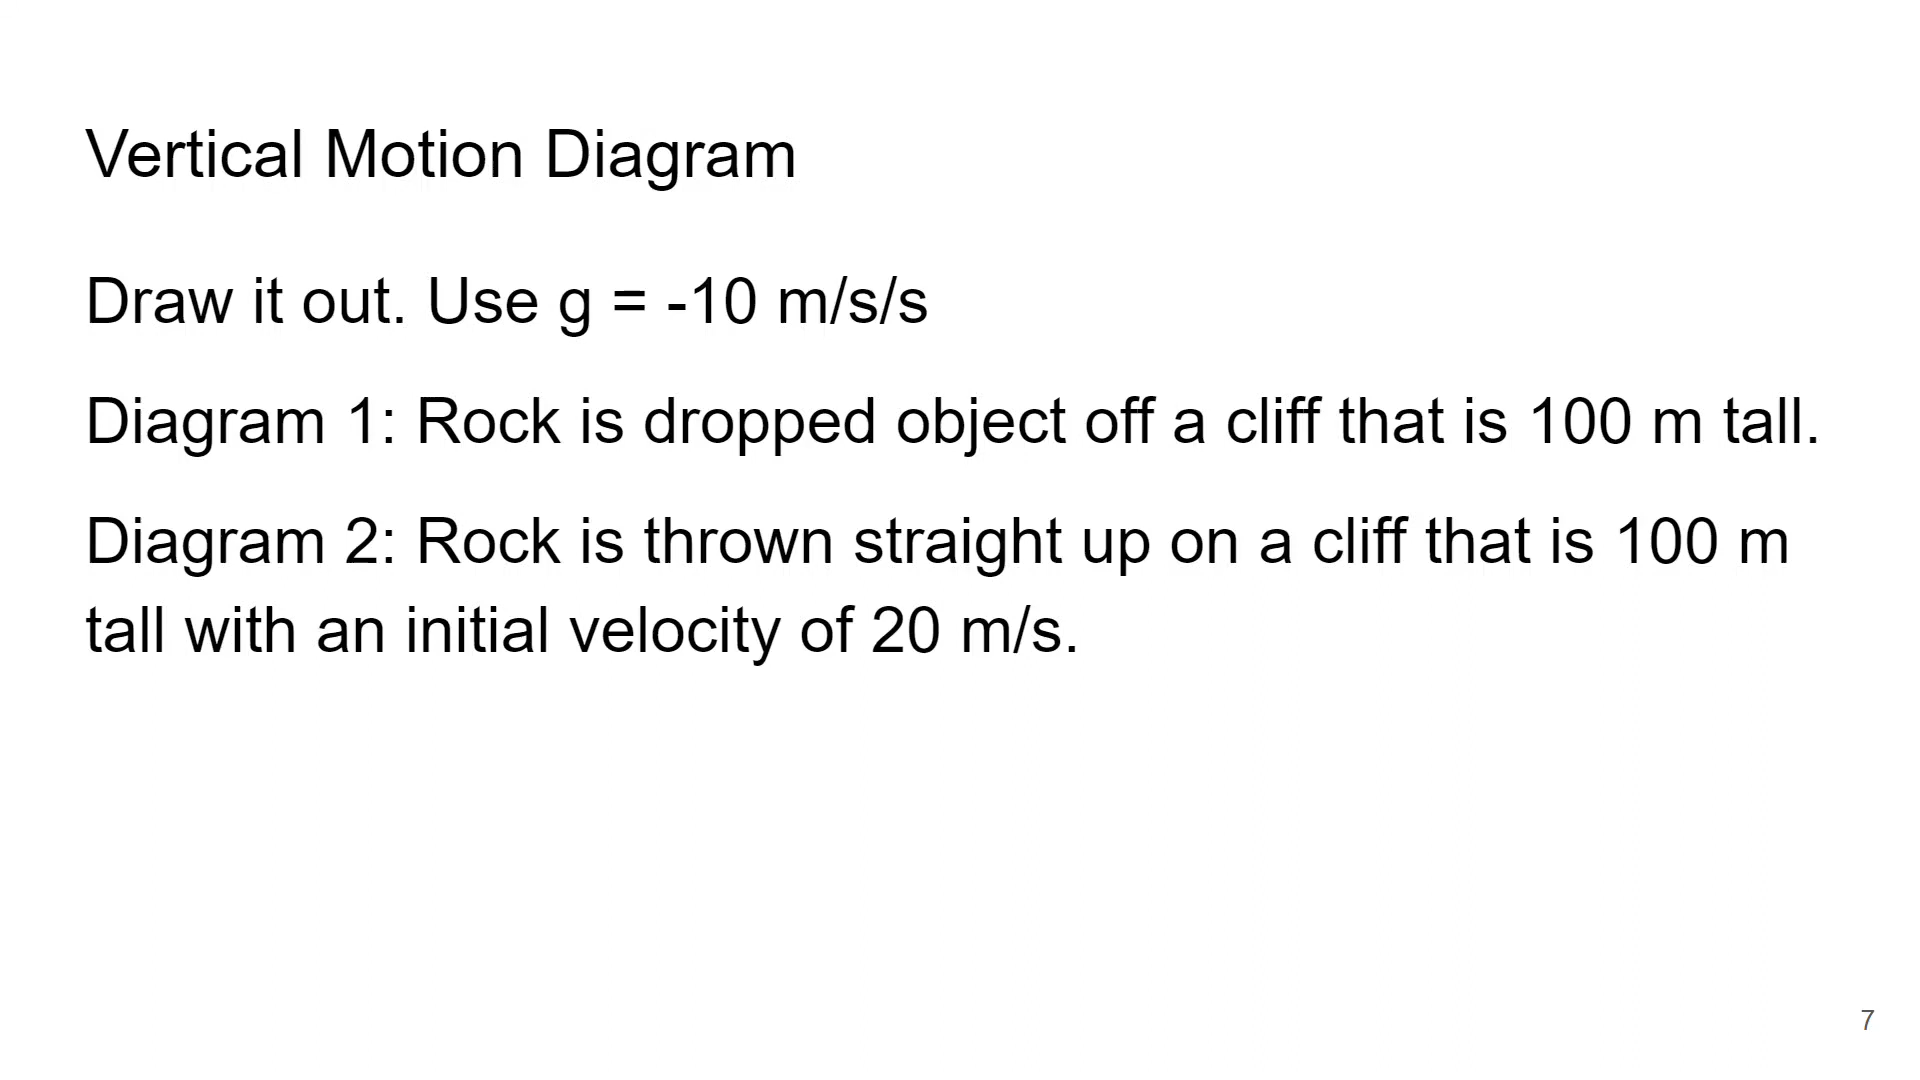 Vertical Motion Diagram
Draw it out. Use g = -10 m/s/s
Diagram 1: Rock is dropped object off a cliff that is 100 m tall.
Diagram 2: Rock is thrown straight up on a cliff that is 100 m
tall with an initial velocity of 20 m/s.
7